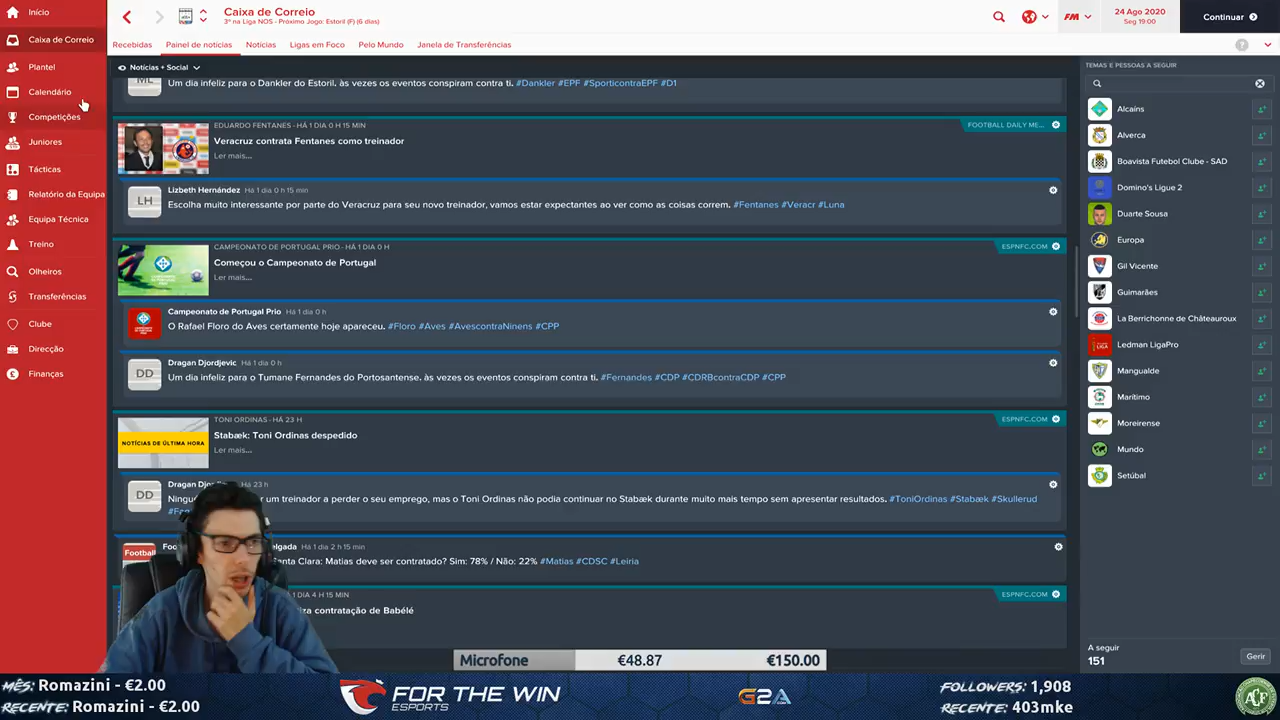 Início
Caixa de Correio
Plantel
Calendário
Competições
Juniores
Tácticas
Relatório da Equipa
Equipa Técnica
Treino
Olheiros
Transferências
Clube
Direcção
Finanças
Caixa de Correio
3º na Liga NOS - Próximo Jogo: Estoril (F) (6 dias)
FM
24 Ago 2020
Seg 19:00
Continuar
Recebidas
Painel de notícias
Notícias
Ligas em Foco
Pelo Mundo
Janela de Transferências
Notícias + Social
Um dia infeliz para o Dankler do Estoril. às vezes os eventos conspiram contra ti. #Dankler #EPF #SporticontraEPF #D1
EDUARDO FENTANES - HÁ 1 DIA 0 H 15 MIN
FOOTBALL DAILY ME...
Veracruz contrata Fentanes como treinador
Ler mais...
LH
Lizbeth Hernández Há 1 dia 0 h 15 min
Escolha muito interessante por parte do Veracruz para seu novo treinador, vamos estar expectantes ao ver como as coisas correm. #Fentanes #Veracr #Luna
CAMPEONATO DE PORTUGAL PRIO - HÁ 1 DIA 0 H
ESPNFC.COM
Começou o Campeonato de Portugal
Ler mais...
Campeonato de Portugal Prio Há 1 dia 0 h
O Rafael Floro do Aves certamente hoje apareceu. #Floro #Aves #AvescontraNinens #CPP
DD
Dragan Djordjevic Há 1 dia 0 h
Um dia infeliz para o Tumane Fernandes do Portosantense. às vezes os eventos conspiram contra ti. #Fernandes #CDP #CDRBcontraCDP #CPP
TONI ORDINAS - HÁ 23 H
ESPNFC.COM
NOTÍCIAS DE ÚLTIMA HORA
Stabæk: Toni Ordinas despedido
Ler mais...
DD
Dragan Há 23 h
um treinador a perder o seu emprego, mas o Toni Ordinas não podia continuar no Stabæk durante muito mais tempo sem apresentar resultados. #ToniOrdinas #Stabæk #Skullerud
Football
elgada Há 1 dia 2 h 15 min
anta Clara: Matias deve ser contratado? Sim: 78% / Não: 22% #Matias #CDSC #Leiria
1 DIA 4 H 15 MIN
ESPNFC.COM
iza contratação de Babélé
TEMAS E PESSOAS A SEGUIR
Alcains
Alverca
Boavista Futebol Clube - SAD
Domino's Ligue 2
Duarte Sousa
Europa
Gil Vicente
Guimarães
La Berrichonne de Châteauroux
Ledman LigaPro
Mangualde
Marítimo
Moreirense
Mundo
Setúbal
A seguir
151
Gerir
Microfone €48.87 €150.00
MÊS: Romazini - €2.00
RECENTE: Romazini - €2.00
FOR THE WIN
ESPORTS
G2A
.COM
FOLLOWERS: 1,908
RECENTE: 403mke
ACF